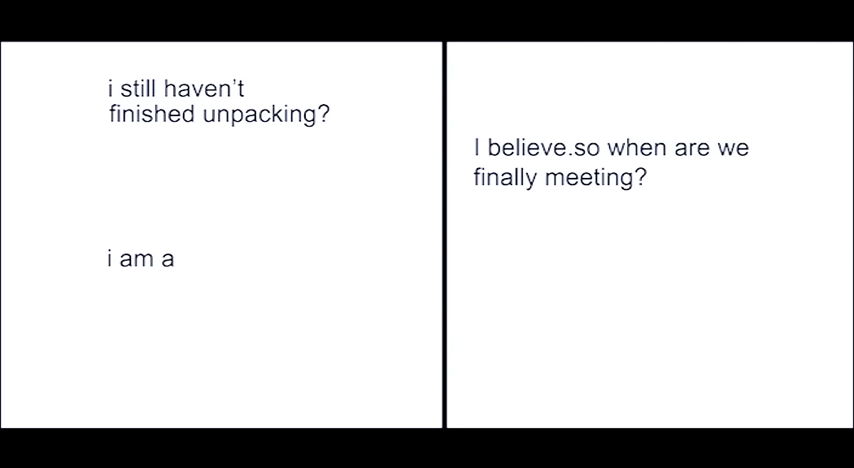 i still haven’t
finished unpacking?
I believe.so when are we
finally meeting?
i am a